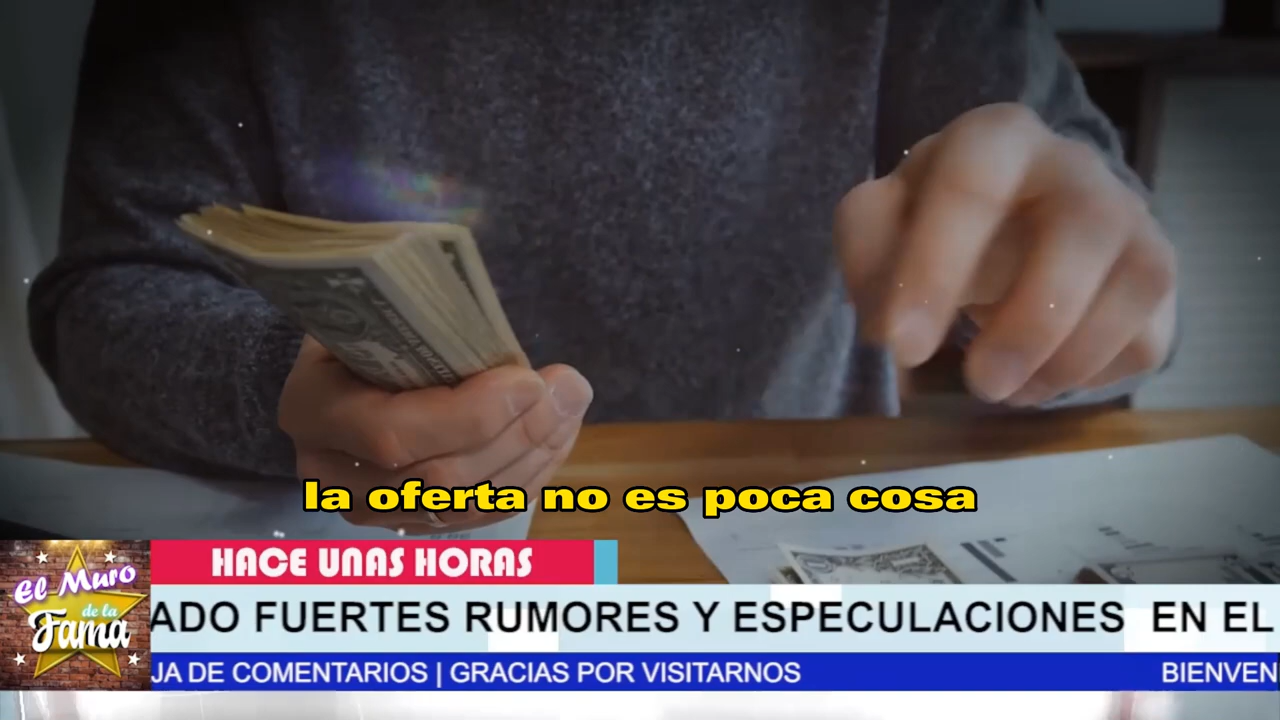 la oferta no es poca cosa
HACE UNAS HORAS
El Muro
de la
Fama
ADO FUERTES RUMORES Y ESPECULACIONES EN EL
JA DE COMENTARIOS | GRACIAS POR VISITARNOS
BIENVEN